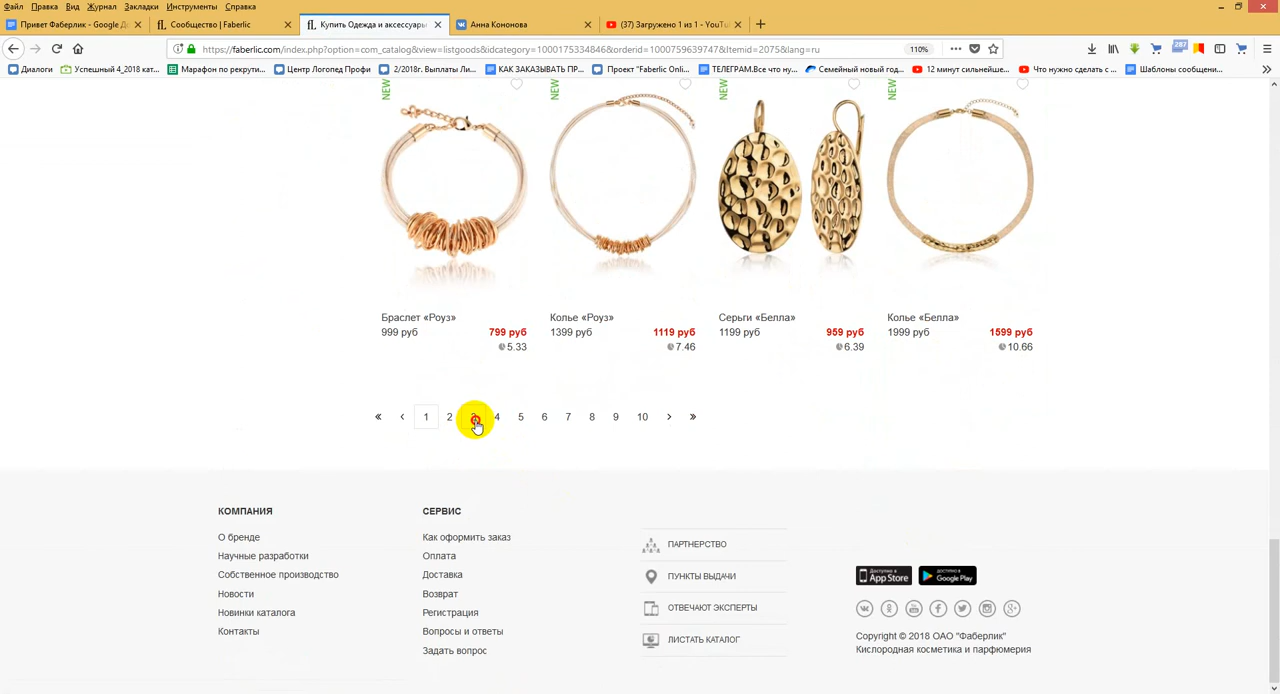 Файл Правка Вид Журнал Закладки Инструменты Справка
Привет Фаберлик - Google Д
Сообщество | Faberlic
Купить Одежда и аксессуары
Анна Кононова
(37) Загружено 1 из 1 - YouTu
https://faberlic.com/index.php?option=com_catalog&view=listgoods&idcategory=1000175334846&orderid=1000759639747&Itemid=2075&lang=ru
110%
287
Диалоги
Успешный 4_2018 кат...
Марафон по рекрути...
Центр Логопед Профи
2/2018г. Выплаты Ли...
КАК ЗАКАЗЫВАТЬ ПР...
Проект "Faberlic Onli...
ТЕЛЕГРАМ.Все что ну...
Семейный новый год...
12 минут сильнейше...
Что нужно сделать с ...
Шаблоны сообщени...
NEW NEW NEW NEW
Браслет «Роуз»
999 руб 799 руб
5.33
Колье «Роуз»
1399 руб 1119 руб
7.46
Серьги «Белла»
1199 руб 959 руб
6.39
Колье «Белла»
1999 руб 1599 руб
10.66
« ‹ 1 2 3 4 5 6 7 8 9 10 › »
КОМПАНИЯ
О бренде
Научные разработки
Собственное производство
Новости
Новинки каталога
Контакты
СЕРВИС
Как оформить заказ
Оплата
Доставка
Возврат
Регистрация
Вопросы и ответы
Задать вопрос
ПАРТНЕРСТВО
ПУНКТЫ ВЫДАЧИ
ОТВЕЧАЮТ ЭКСПЕРТЫ
ЛИСТАТЬ КАТАЛОГ
Доступно в
App Store
ДОСТУПНО В
Google Play
Copyright © 2018 ОАО "Фаберлик"
Кислородная косметика и парфюмерия